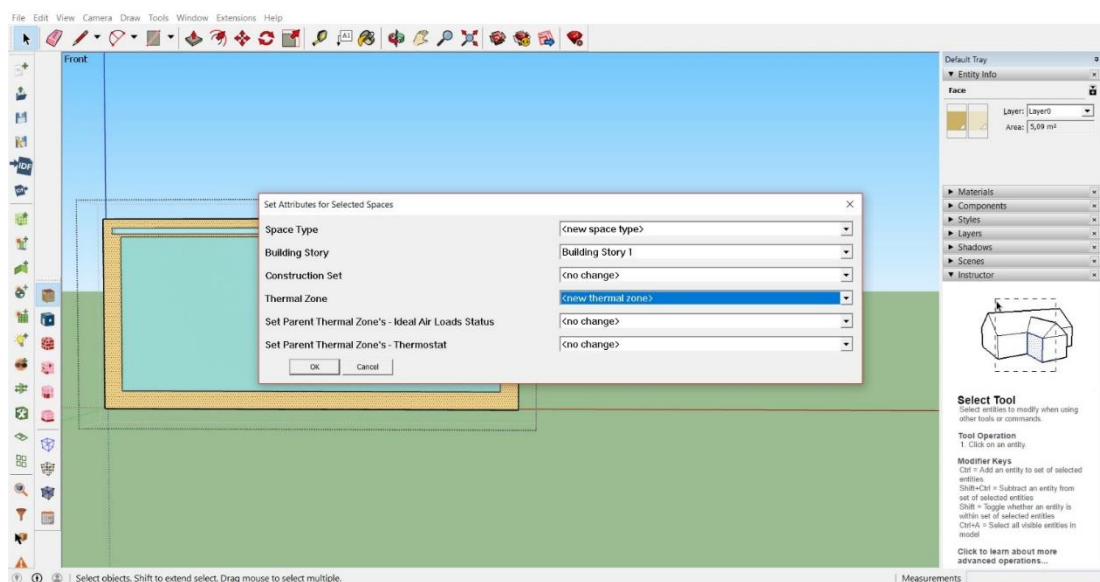 File Edit View Camera Draw Tools Window Extensions Help
A1
Front
IDF
Set Attributes for Selected Spaces
Space Type <new space type>
Building Story Building Story 1
Construction Set <no change>
Thermal Zone <new thermal zone>
Set Parent Thermal Zone's - Ideal Air Loads Status <no change>
Set Parent Thermal Zone's - Thermostat <no change>
OK Cancel
Default Tray
Entity Info
Face
Layer: Layer0
Area: 5,09 m²
Materials
Components
Styles
Layers
Shadows
Scenes
Instructor
Select Tool
Select entities to modify when using
other tools or commands.
Tool Operation
1. Click on an entity.
Modifier Keys
Ctrl = Add an entity to set of selected
entities
Shift+Ctrl = Subtract an entity from
set of selected entities
Shift = Toggle whether an entity is
within set of selected entities
Ctrl+A = Select all visible entities in
model
Click to learn about more
advanced operations...
Select objects. Shift to extend select. Drag mouse to select multiple.
Measurements